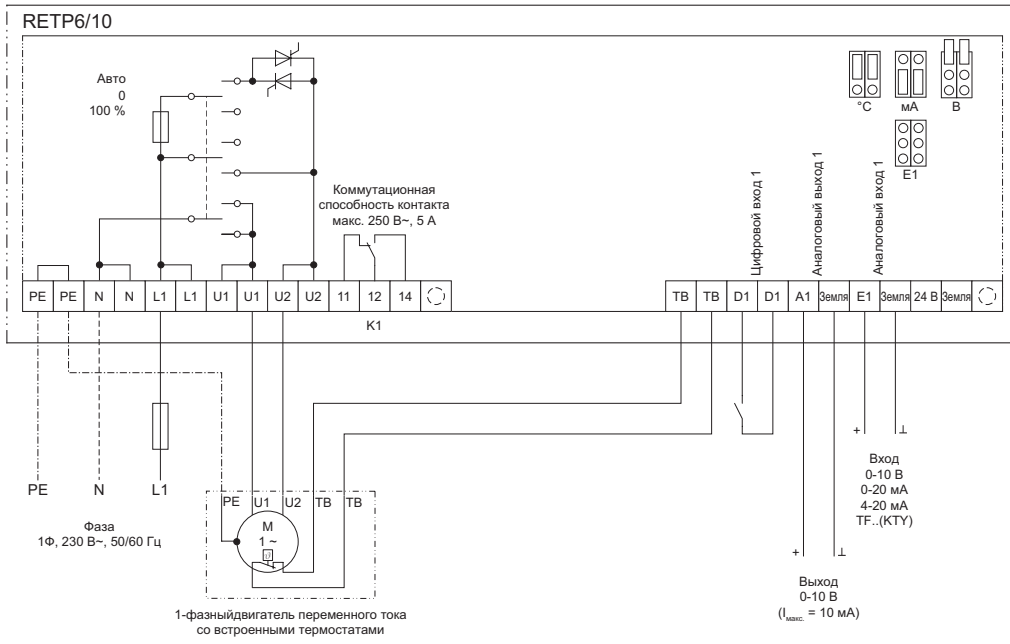 RETP6/10
Авто
0
100 %
°C
мА
В
E1
Коммутационная
способность контакта
макс. 250 В~, 5 А
Цифровой вход 1
Аналоговый выход 1
Аналоговый вход 1
PE PE N N L1 L1 U1 U1 U2 U2 11 12 14
TB TB D1 D1 A1 Земля E1 Земля 24 В Земля
K1
+ ⊥
Вход
0-10 В
0-20 мА
4-20 мА
TF..(KTY)
PE N L1
Фаза
1Ф, 230 В~, 50/60 Гц
PE U1 U2 TB TB
M
1 ~
+ ⊥
Выход
0-10 В
(Iмакс. = 10 мА)
1-фазныйдвигатель переменного тока
со встроенными термостатами